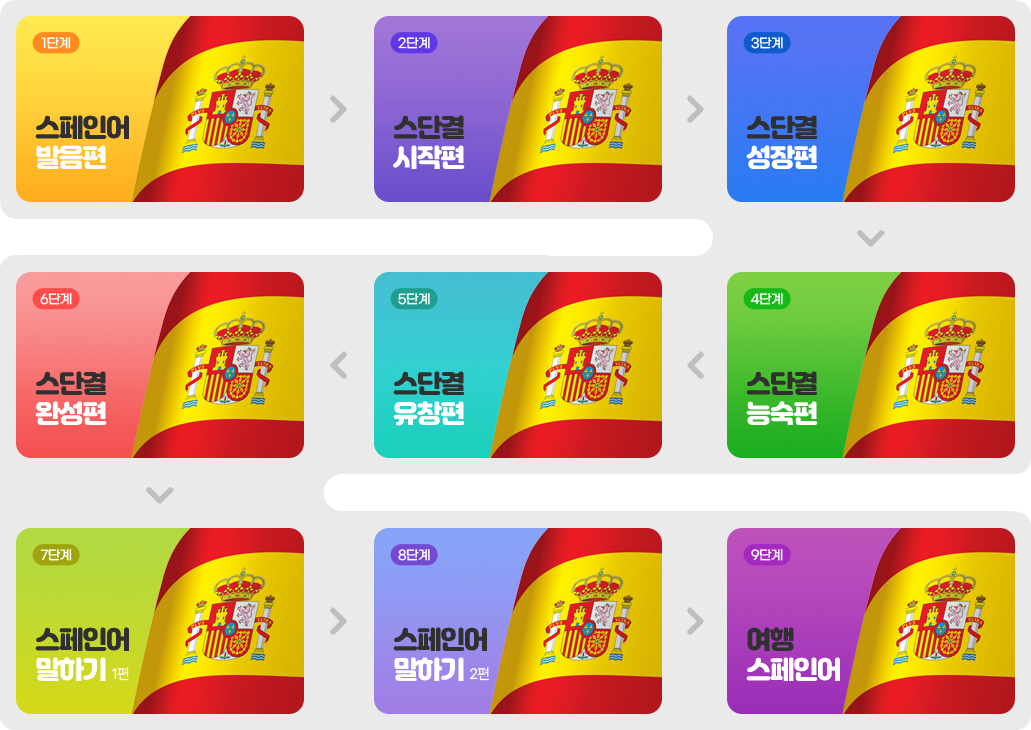 1단계
스페인어
발음편
2단계
스단결
시작편
3단계
스단결
성장편
4단계
스단결
능숙편
5단계
스단결
유창편
6단계
스단결
완성편
7단계
스페인어
말하기 1편
8단계
스페인어
말하기 2편
9단계
여행
스페인어